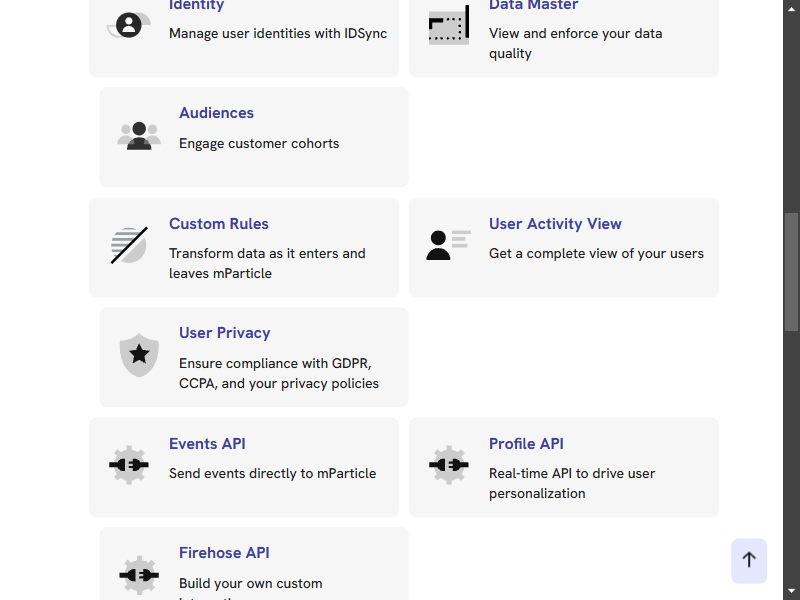 Identity
Manage user identities with IDSync
Data Master
View and enforce your data
quality
Audiences
Engage customer cohorts
Custom Rules
Transform data as it enters and
leaves mParticle
User Activity View
Get a complete view of your users
User Privacy
Ensure compliance with GDPR,
CCPA, and your privacy policies
Events API
Send events directly to mParticle
Profile API
Real-time API to drive user
personalization
Firehose API
Build your own custom